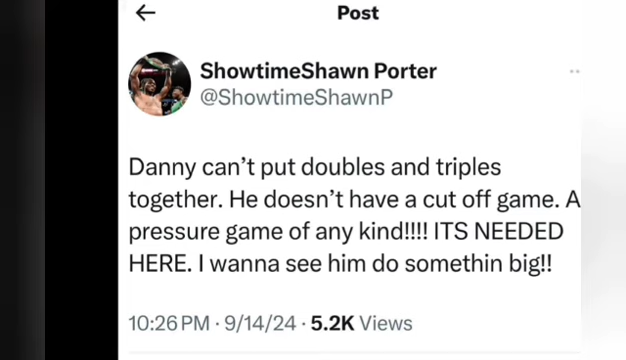 Post
ShowtimeShawn Porter
@ShowtimeShawnP
Danny can’t put doubles and triples
together. He doesn’t have a cut off game. A
pressure game of any kind!!!! ITS NEEDED
HERE. I wanna see him do somethin big!!
10:26 PM · 9/14/24 · 5.2K Views